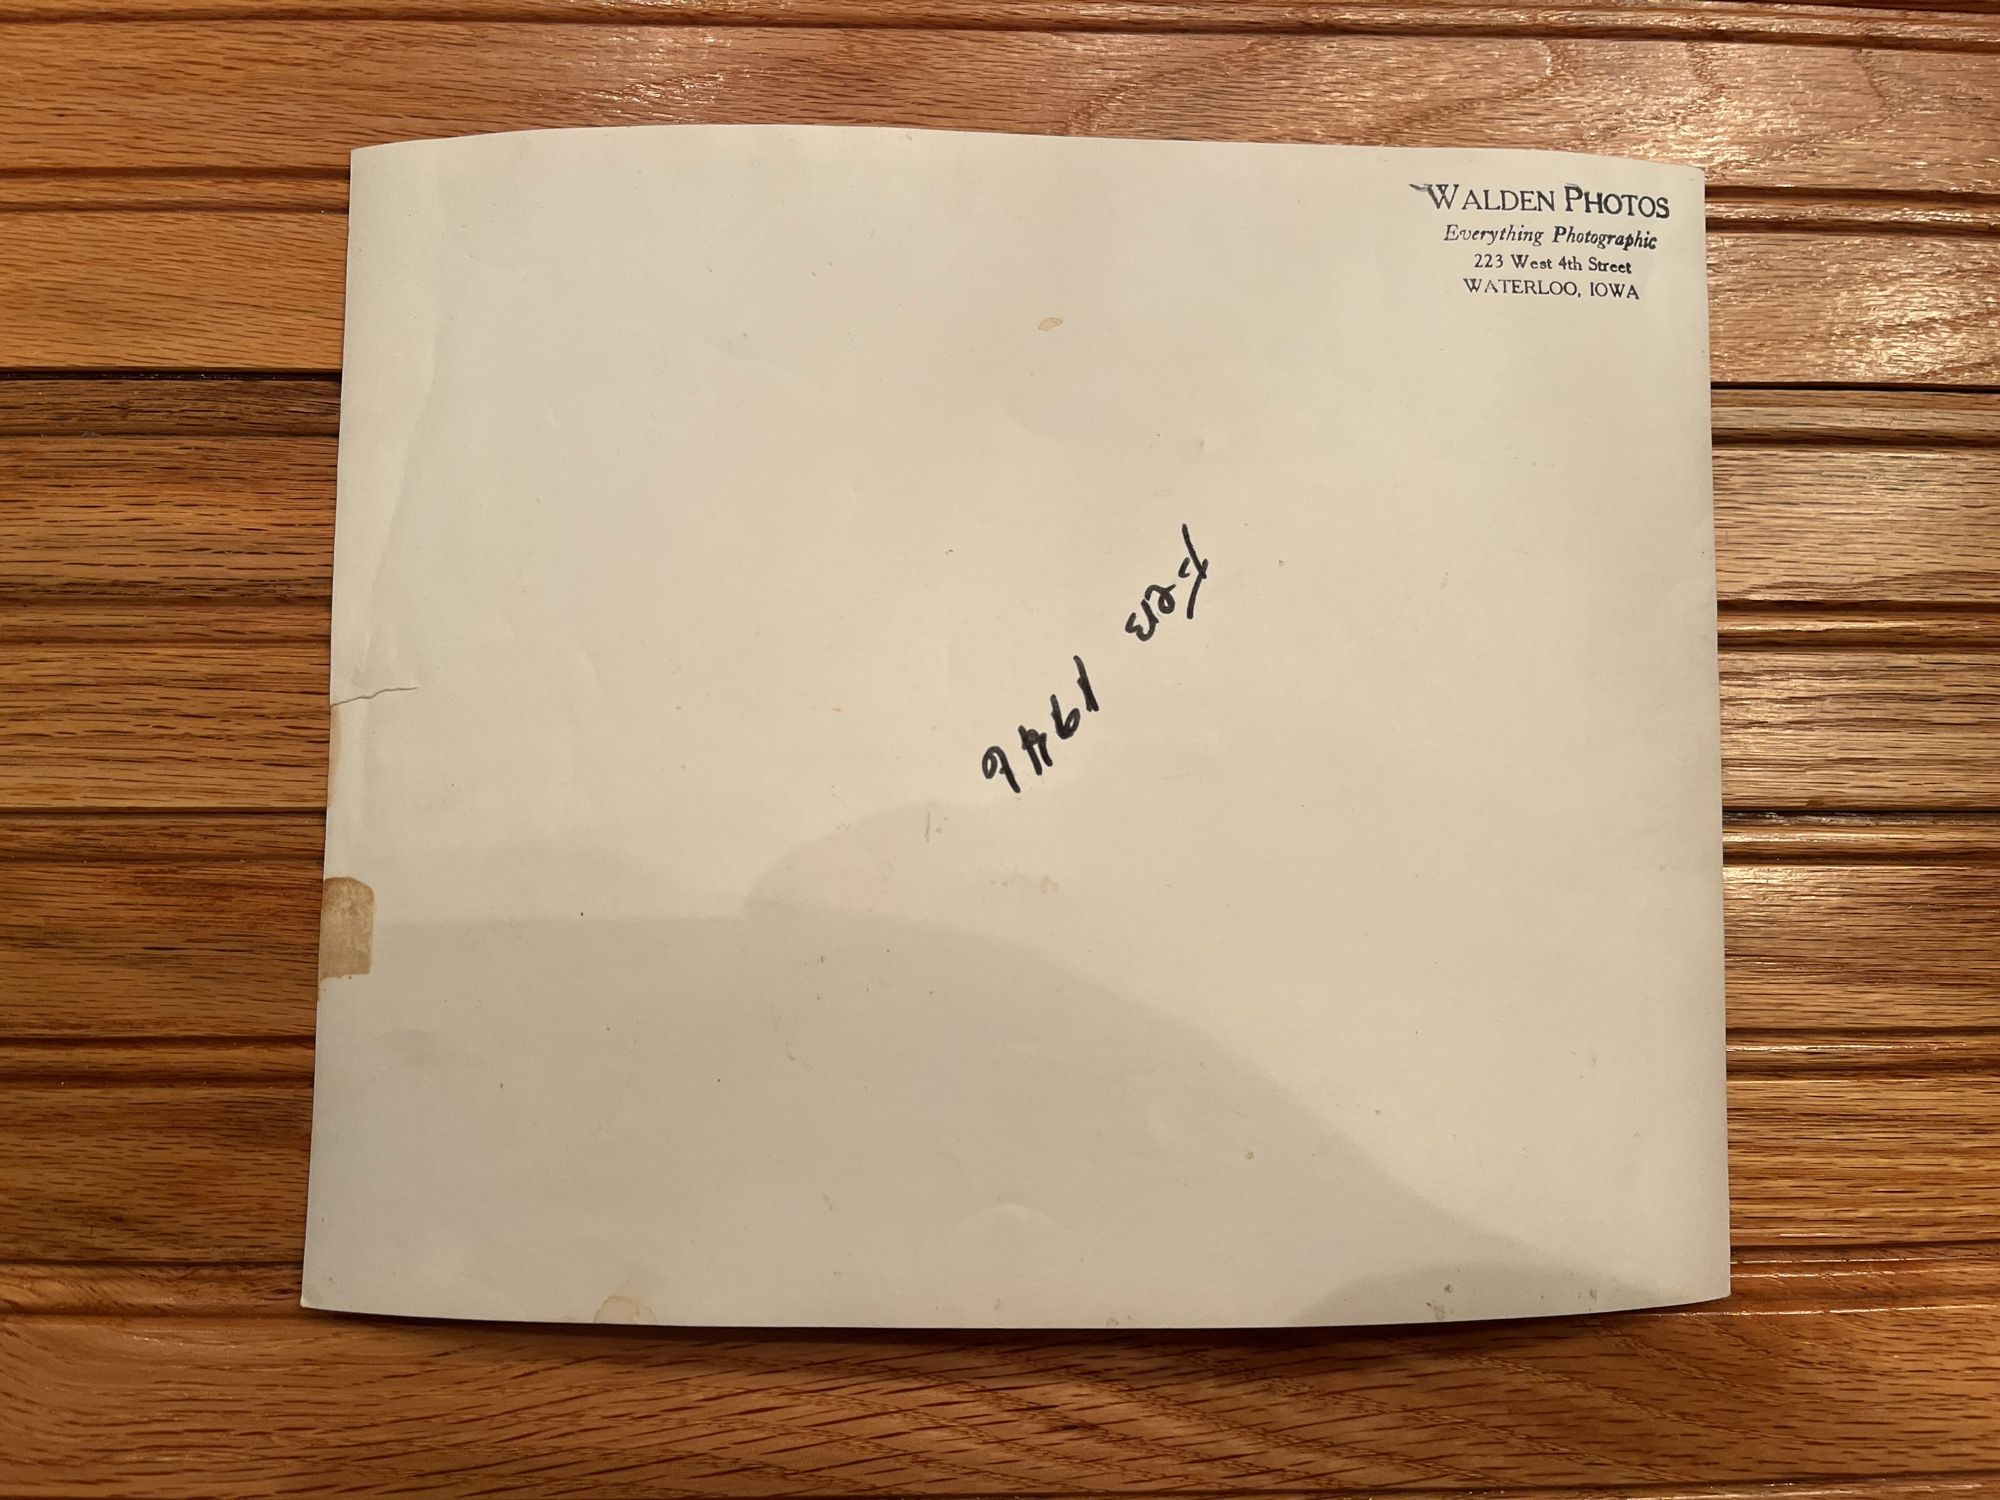 WALDEN PHOTOS
Everything Photographic
223 West 4th Street
WATERLOO, IOWA
FeB 1946